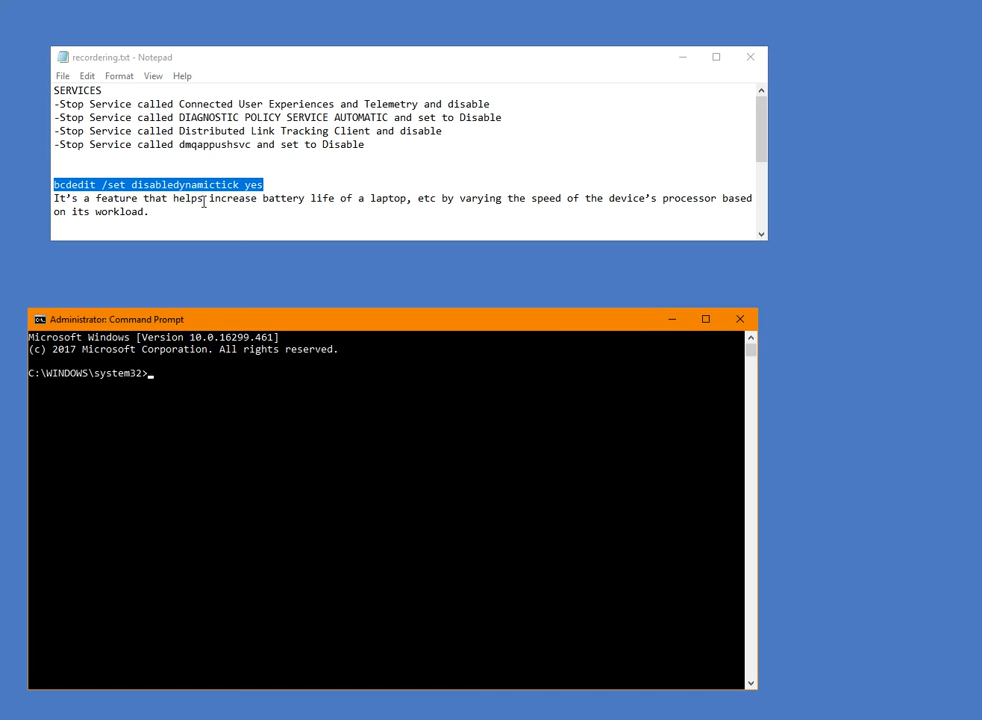 recordering.txt - Notepad
File Edit Format View Help
SERVICES
-Stop Service called Connected User Experiences and Telemetry and disable
-Stop Service called DIAGNOSTIC POLICY SERVICE AUTOMATIC and set to Disable
-Stop Service called Distributed Link Tracking Client and disable
-Stop Service called dmqappushsvc and set to Disable
bcdedit /set disabledynamictick yes
It’s a feature that helps increase battery life of a laptop, etc by varying the speed of the device’s processor based
on its workload.
Administrator: Command Prompt
Microsoft Windows [Version 10.0.16299.461]
(c) 2017 Microsoft Corporation. All rights reserved.
C:\WINDOWS\system32>